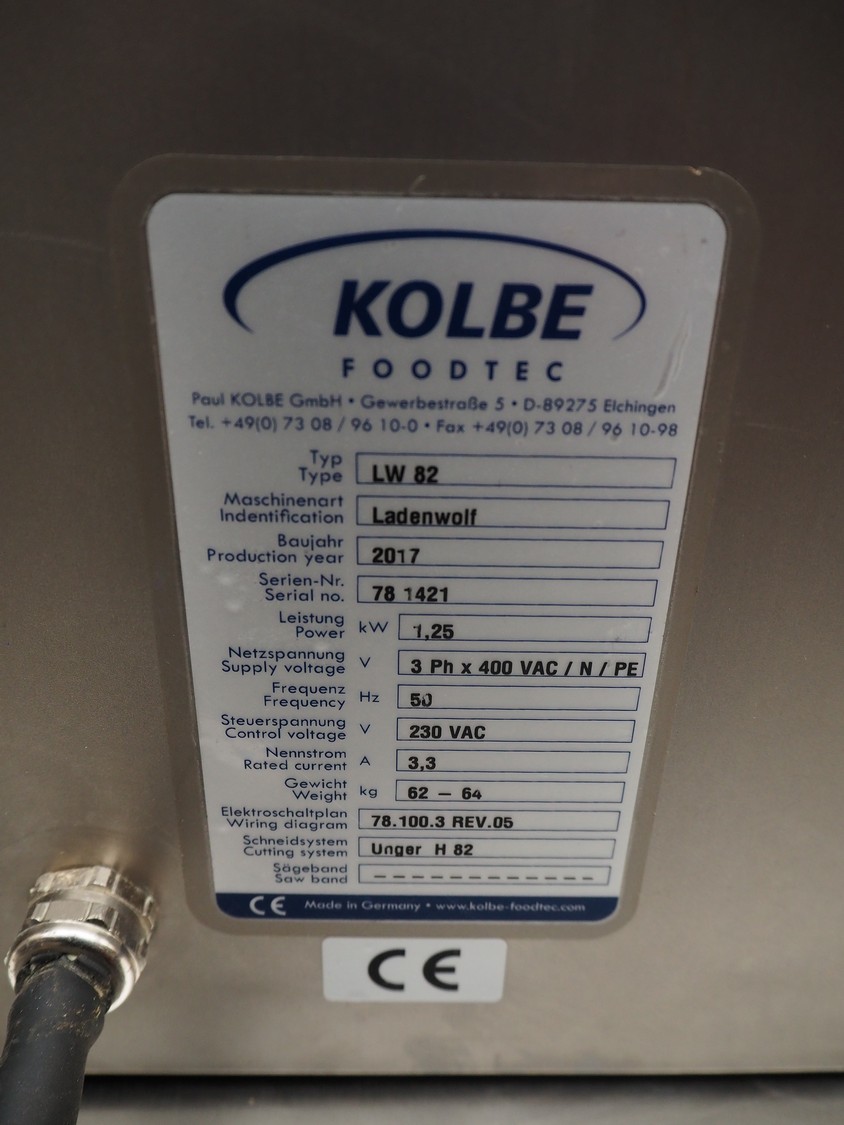 KOLBE
FOODTEC
Paul KOLBE GmbH • Gewerbestraße 5 • D-89275 Elchingen
Tel. +49(0) 73 08 / 96 10-0 • Fax +49(0) 73 08 / 96 10-98
Typ
Type LW 82
Maschinenart
Indentification Ladenwolf
Baujahr
Production year 2017
Serien-Nr.
Serial no. 78 1421
Leistung
Power kW 1,25
Netzspannung
Supply voltage V 3 Ph x 400 VAC / N / PE
Frequenz
Frequency Hz 50
Steuerspannung
Control voltage V 230 VAC
Nennstrom
Rated current A 3,3
Gewicht
Weight kg 62 – 64
Elektroschaltplan
Wiring diagram 78.100.3 REV.05
Schneidsystem
Cutting system Unger H 82
Sägeband
Saw band – – – – – – – – – – – –
CE Made in Germany • www.kolbe-foodtec.com
CE